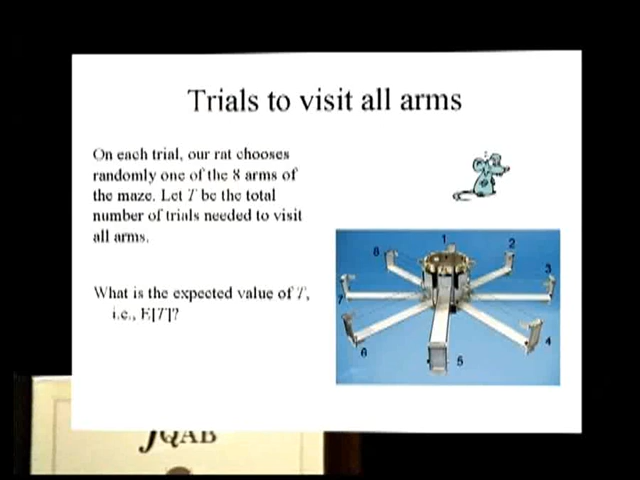 Trials to visit all arms
On each trial, our rat chooses
randomly one of the 8 arms of
the maze. Let T be the total
number of trials needed to visit
all arms.
What is the expected value of T,
i.e., E[T]?
1
2
3
4
5
6
7
8
JQAB